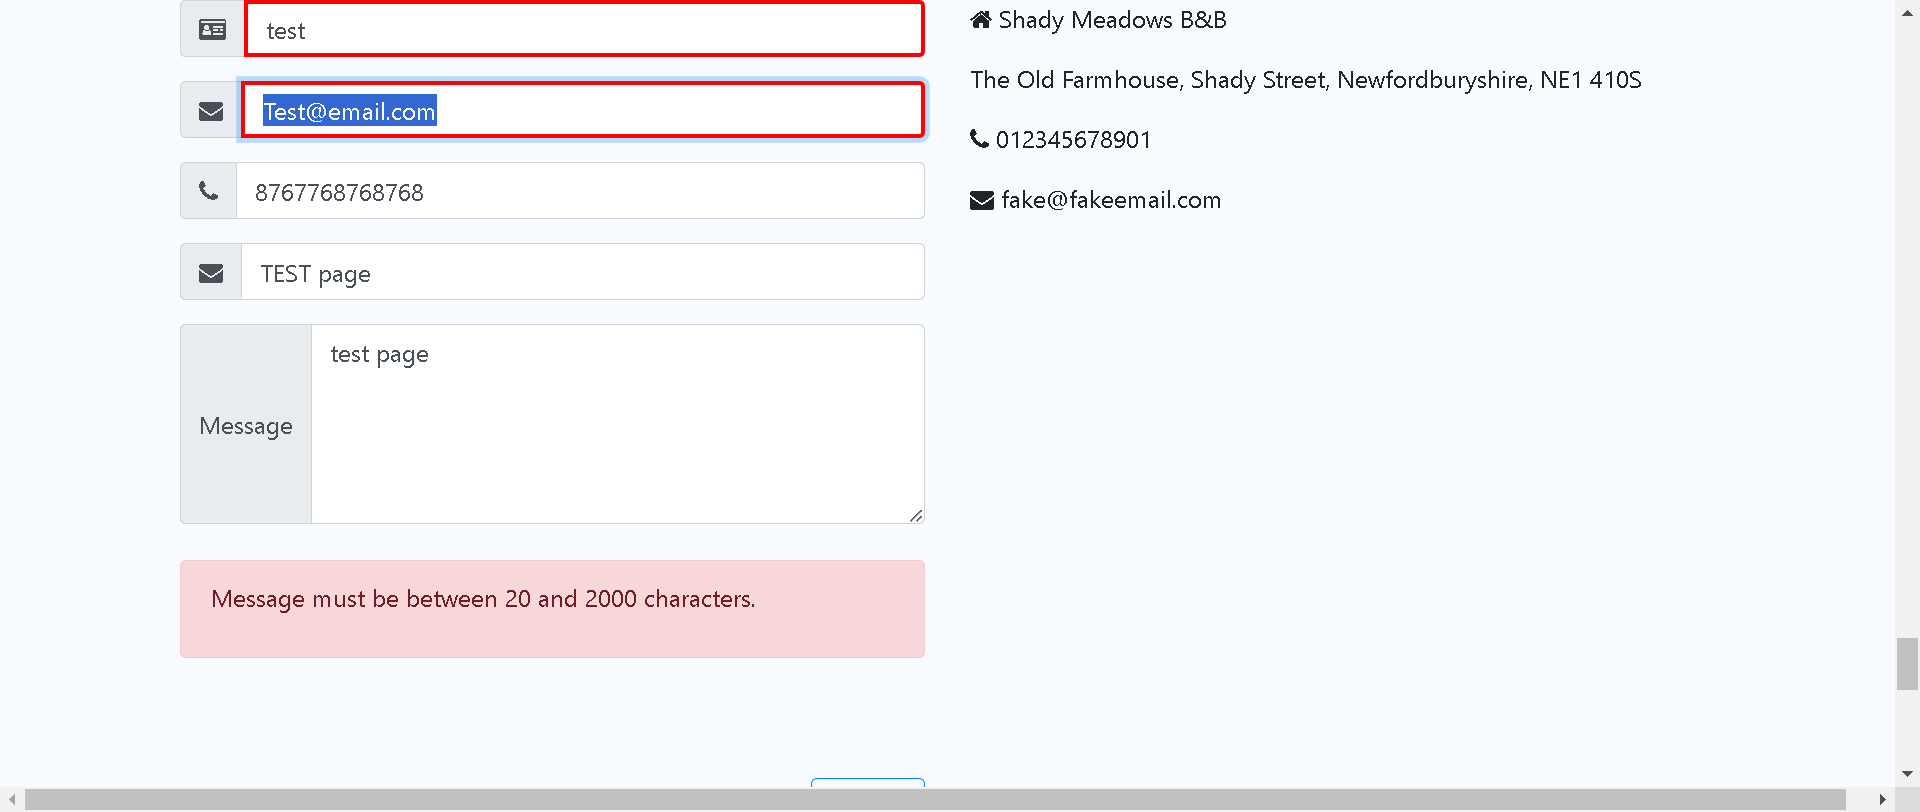 test
Test@email.com
8767768768768
TEST page
Message
test page
Message must be between 20 and 2000 characters.
Shady Meadows B&B
The Old Farmhouse, Shady Street, Newfordburyshire, NE1 410S
012345678901
fake@fakeemail.com